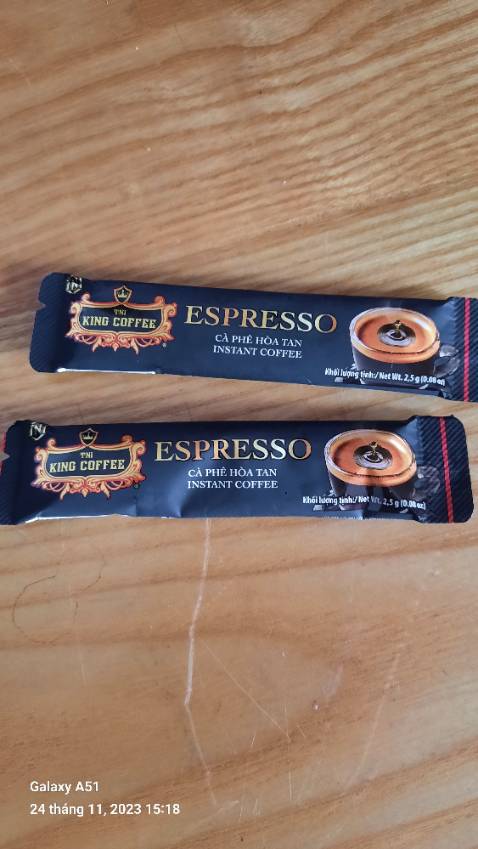 TNI
KING COFFEE
ESPRESSO
CÀ PHÊ HÒA TAN
INSTANT COFFEE
Khối lượng tịnh:/ Net Wt. 2,5 g (0.08 oz)
TNI
KING COFFEE
ESPRESSO
CÀ PHÊ HÒA TAN
INSTANT COFFEE
Khối lượng tịnh:/ Net Wt. 2,5 g (0.08 oz)
Galaxy A51
24 tháng 11, 2023 15:18